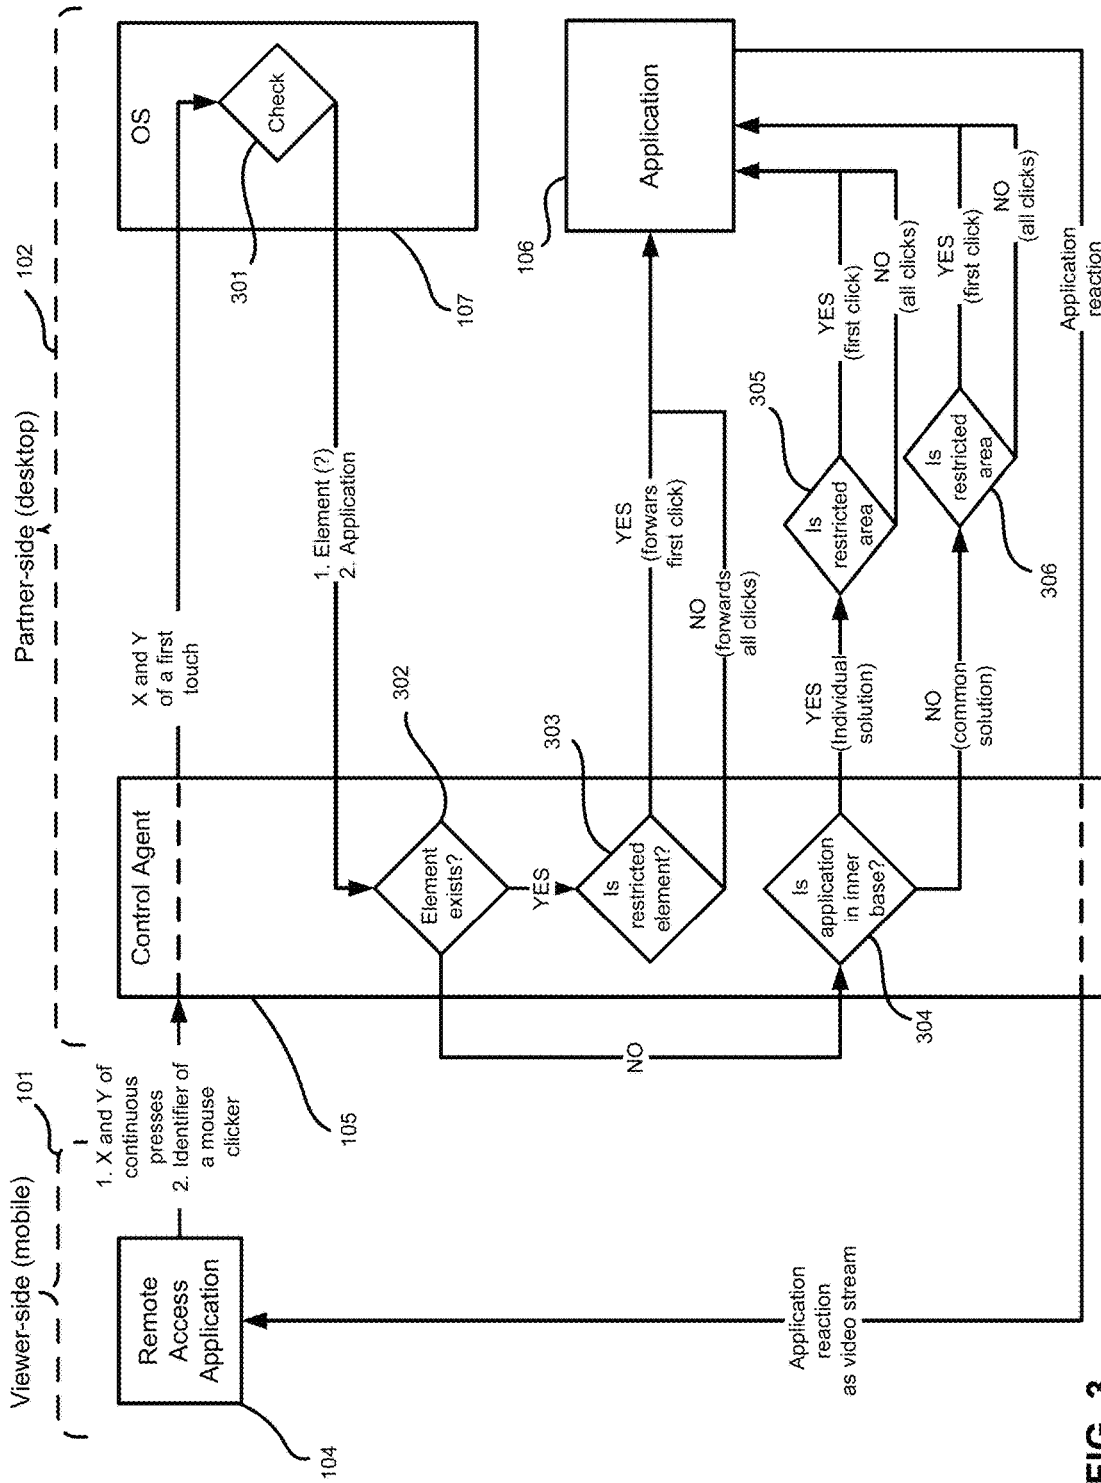 Viewer-side (mobile)
101
Partner-side (desktop)
102
Remote
Access
Application
104
1. X and Y of
continuous
presses
2. Identifier of
a mouse
clicker
Control Agent
105
X and Y
of a first
touch
OS
Check
301
107
1. Element (?)
2. Application
Element
exists?
302
YES
NO
Is
restricted
element?
303
YES
(forwars
first click)
NO
(forwards
all clicks)
Application
106
Is
application
in inner
base?
304
YES
(Individual
solution)
NO
(common
solution)
Is
restricted
area
305
YES
(first click)
NO
(all clicks)
Is
restricted
area
306
YES
(first click)
NO
(all clicks)
Application
reaction
Application
reaction
as video stream
FIG. 3